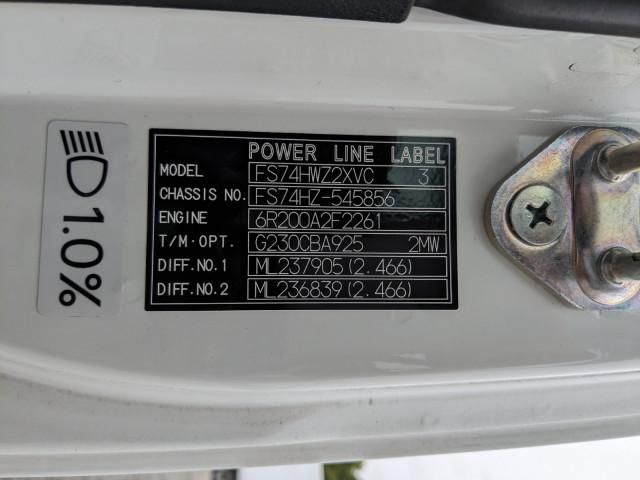 POWER LINE LABEL
MODEL FS74HWZ2XVC 3
CHASSIS NO. FS74HZ-545856
ENGINE 6R200A2F2261
T/M·OPT. G230CBA925 2MW
DIFF.NO.1 ML237905(2.466)
DIFF.NO.2 ML236839(2.466)
1.0%